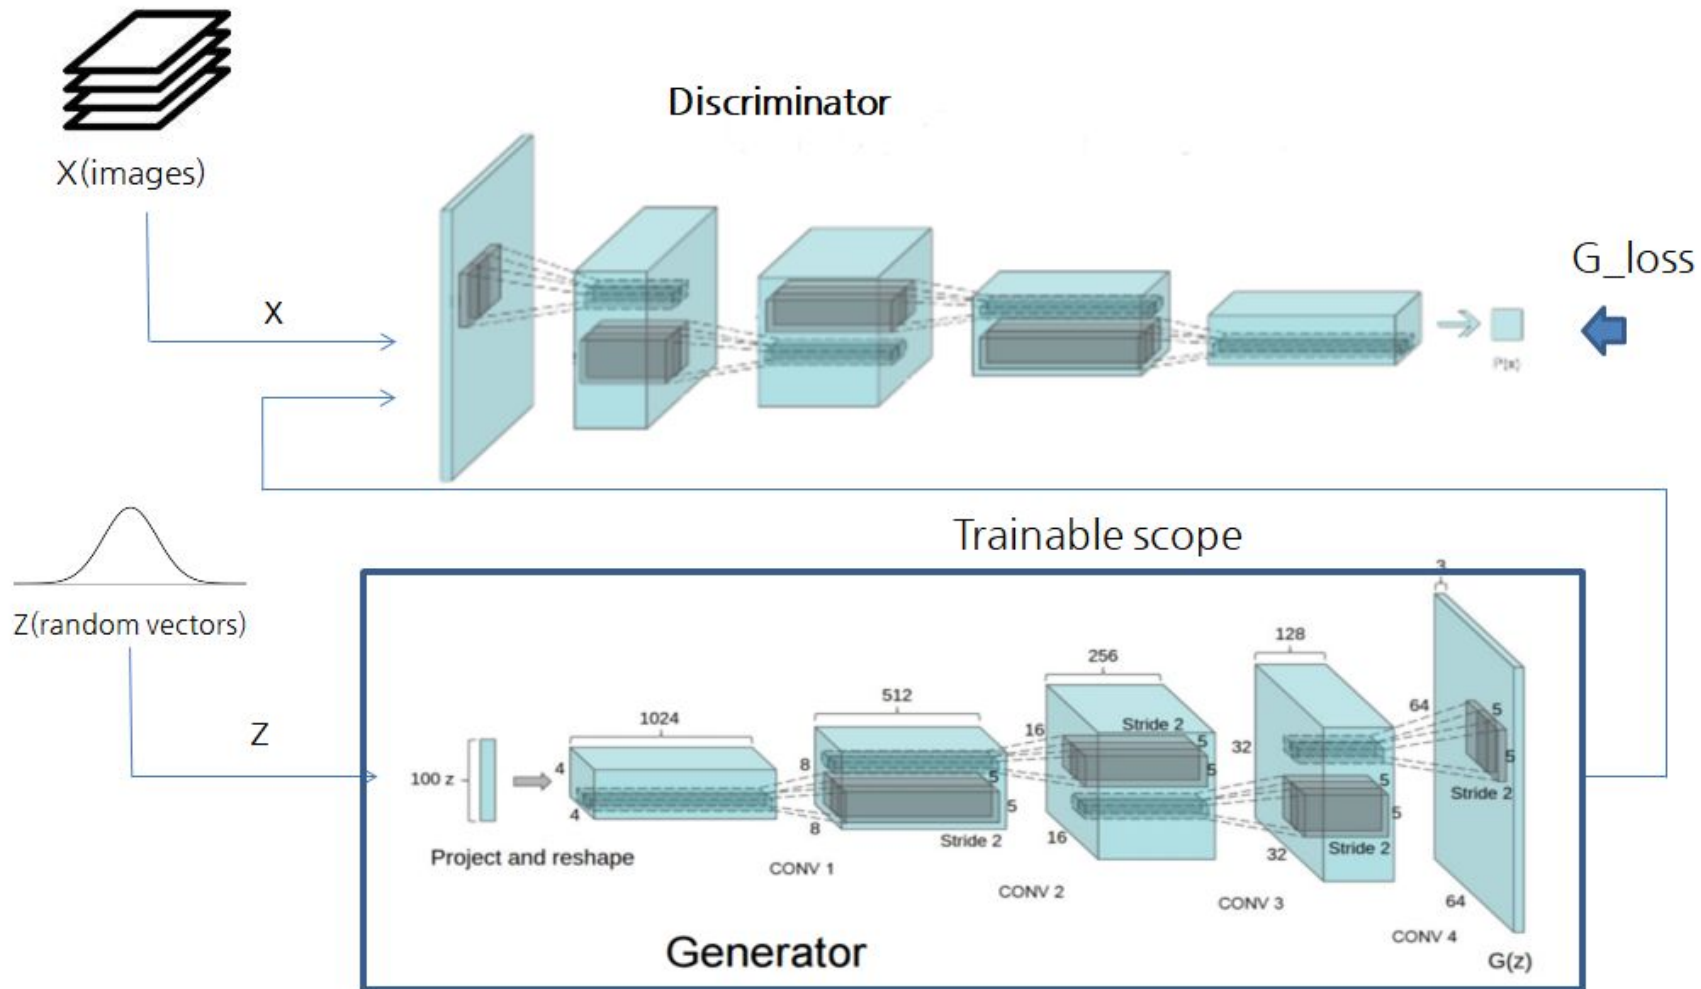 Discriminator
X(images)
G_loss
X
P(x)
Trainable scope
Z(random vectors)
Z
3
128
256
512
1024
64
5
5
Stride 2
16
Stride 2
5
5
32
8
5
5
Stride 2
4
100 z
4
8
5
5
Stride 2
16
32
64
Project and reshape
CONV 1
CONV 2
CONV 3
CONV 4
G(z)
Generator